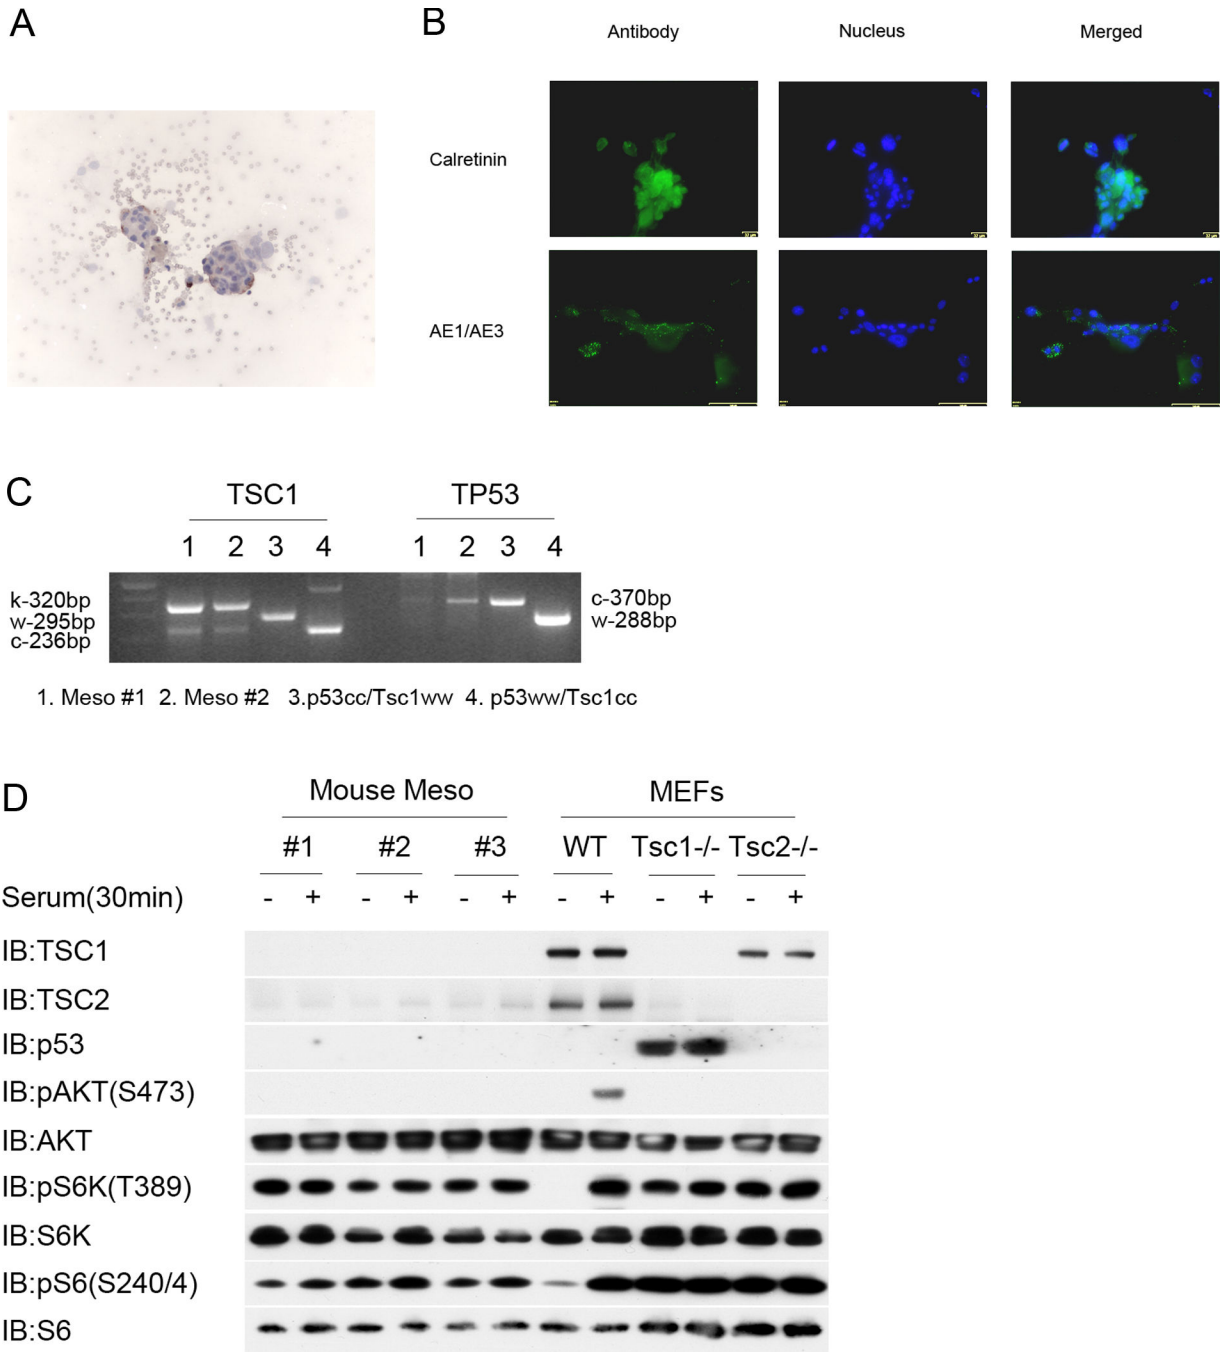 A
B
Antibody Nucleus Merged
Calretinin
AE1/AE3
C
TSC1 TP53
1 2 3 4 1 2 3 4
k-320bp
w-295bp
c-236bp
c-370bp
w-288bp
1. Meso #1 2. Meso #2 3.p53cc/Tsc1ww 4. p53ww/Tsc1cc
D
Mouse Meso MEFs
#1 #2 #3 WT Tsc1-/- Tsc2-/-
Serum(30min) - + - + - + - + - + - +
IB:TSC1
IB:TSC2
IB:p53
IB:pAKT(S473)
IB:AKT
IB:pS6K(T389)
IB:S6K
IB:pS6(S240/4)
IB:S6